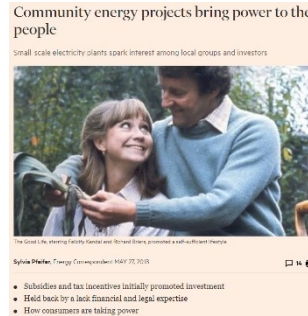 Community energy projects bring power to the
people
Small scale electricity plants spark interest among local groups and investors
The Good Life, starring Felicity Kendal and Richard Briers, promoted a self-sufficient lifestyle
Sylvia Pfeifer, Energy Correspondent MAY 27, 2015
14
Subsidies and tax incentives initially promoted investment
Held back by a lack financial and legal expertise
How consumers are taking power